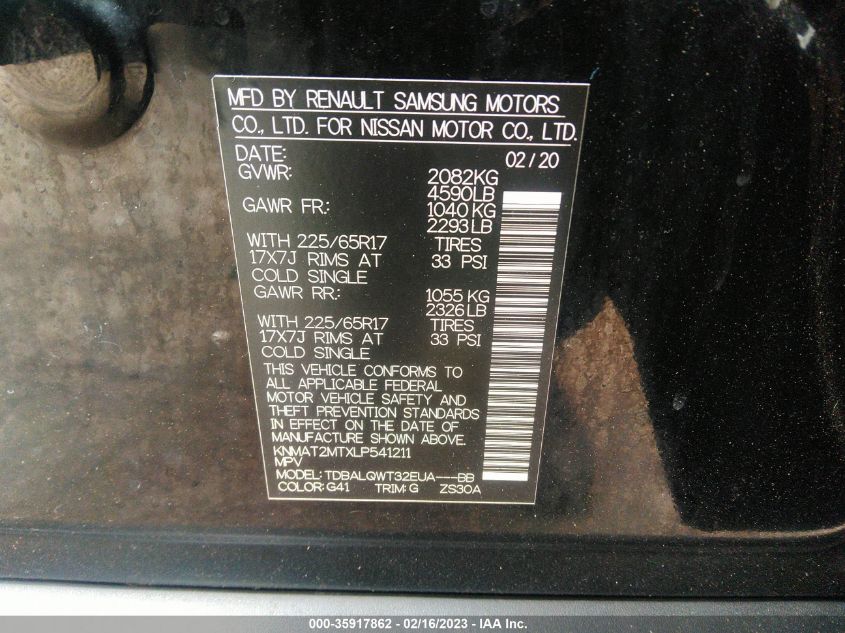 MFD BY RENAULT SAMSUNG MOTORS
CO., LTD. FOR NISSAN MOTOR CO., LTD.
DATE: 02/20
GVWR: 2082KG
4590LB
GAWR FR: 1040 KG
2293 LB
WITH 225/65R17 TIRES
17X7J RIMS AT 33 PSI
COLD SINGLE
GAWR RR: 1055 KG
2326 LB
WITH 225/65R17 TIRES
17X7J RIMS AT 33 PSI
COLD SINGLE
THIS VEHICLE CONFORMS TO
ALL APPLICABLE FEDERAL
MOTOR VEHICLE SAFETY AND
THEFT PREVENTION STANDARDS
IN EFFECT ON THE DATE OF
MANUFACTURE SHOWN ABOVE.
KNMAT2MTXLP541211
MPV
MODEL: TDBALQWT32EUA---BB
COLOR: G41 TRIM: G ZS30A
000-35917862 - 02/16/2023 - IAA Inc.